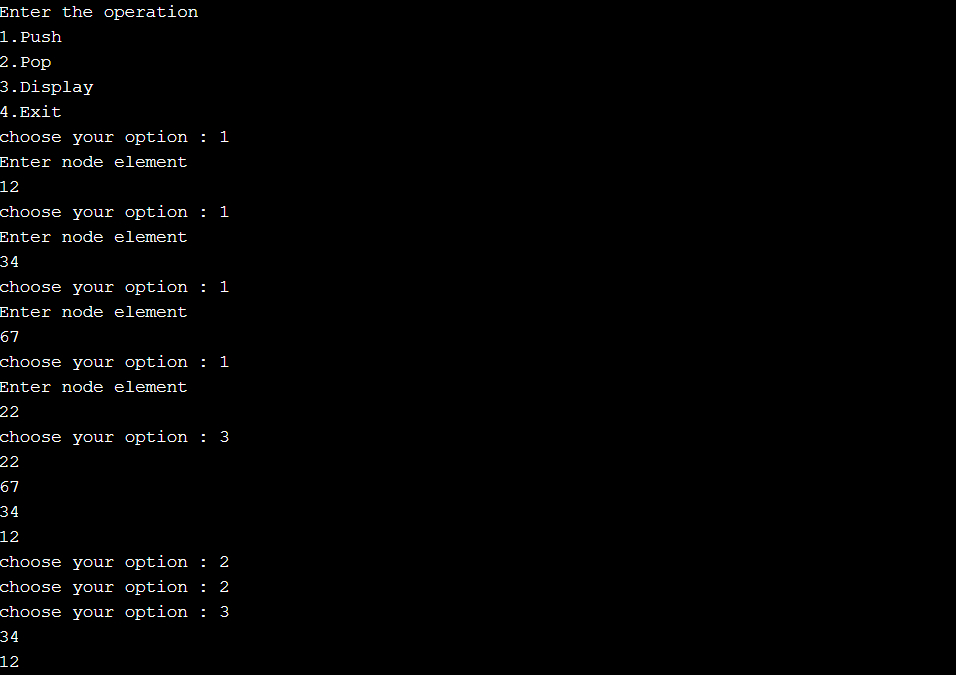 Enter the operation
1.Push
2.Pop
3.Display
4.Exit
choose your option : 1
Enter node element
12
choose your option : 1
Enter node element
34
choose your option : 1
Enter node element
67
choose your option : 1
Enter node element
22
choose your option : 3
22
67
34
12
choose your option : 2
choose your option : 2
choose your option : 3
34
12